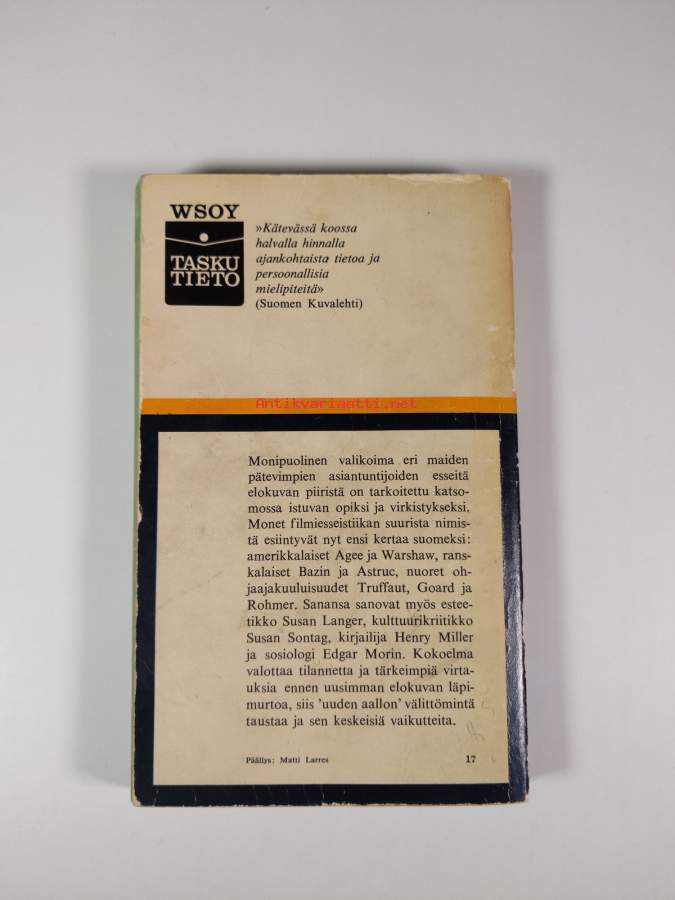 WSOY
TASKU
TIETO
»Kätevässä koossa
halvalla hinnalla
ajankohtaista tietoa ja
persoonallisia
mielipiteitä»
(Suomen Kuvalehti)
Antikvariaatti.net
Monipuolinen valikoima eri maiden
pätevimpien asiantuntijoiden esseitä
elokuvan piiristä on tarkoitettu katso-
mossa istuvan opiksi ja virkistykseksi.
Monet filmiesseistiikan suurista nimis-
tä esiintyvät nyt ensi kertaa suomeksi:
amerikkalaiset Agee ja Warshaw, rans-
kalaiset Bazin ja Astruc, nuoret oh-
jaajakuuluisuudet Truffaut, Goard ja
Rohmer. Sanansa sanovat myös estee-
tikko Susan Langer, kulttuurikriitikko
Susan Sontag, kirjailija Henry Miller
ja sosiologi Edgar Morin. Kokoelma
valottaa tilannetta ja tärkeimpiä virta-
uksia ennen uusimman elokuvan läpi-
murtoa, siis 'uuden aallon' välittömintä
taustaa ja sen keskeisiä vaikutteita.
Päällys: Matti Larres 17